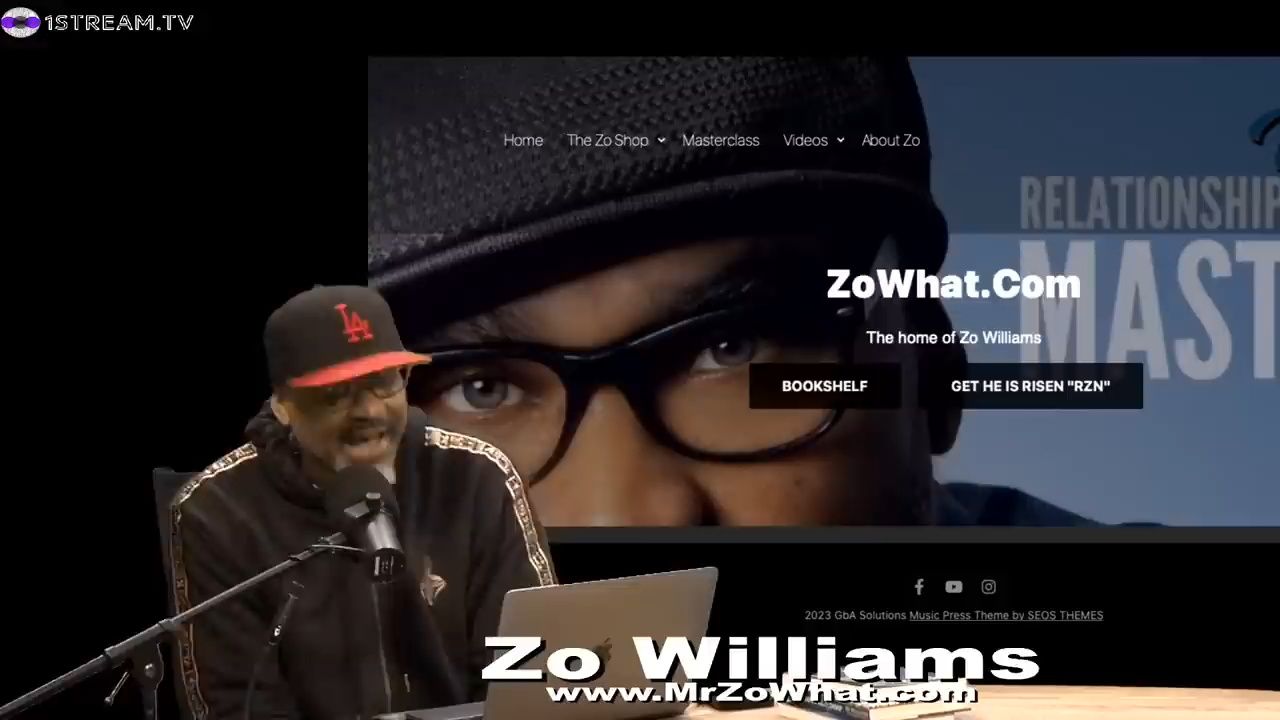 1STREAM.TV
Home The Zo Shop Masterclass Videos About Zo
RELATIONSHIP
MAST
ZoWhat.Com
The home of Zo Williams
BOOKSHELF GET HE IS RISEN "RZN"
LA
2023 GbA Solutions Music Press Theme by SEOS THEMES
Zo Williams
www.MrZoWhat.com